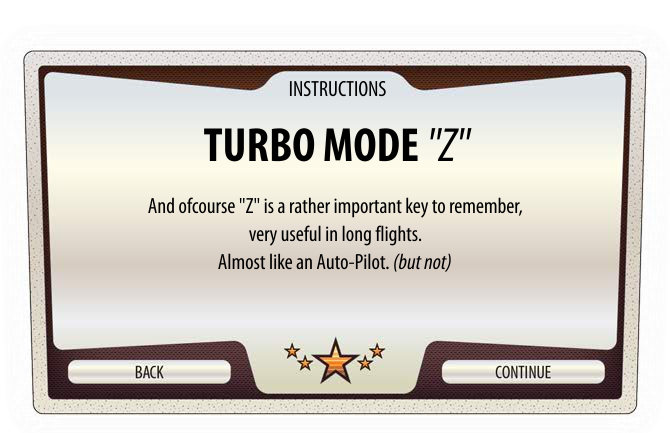 INSTRUCTIONS
TURBO MODE "Z"
And ofcourse "Z" is a rather important key to remember,
very useful in long flights.
Almost like an Auto-Pilot. (but not)
BACK
CONTINUE